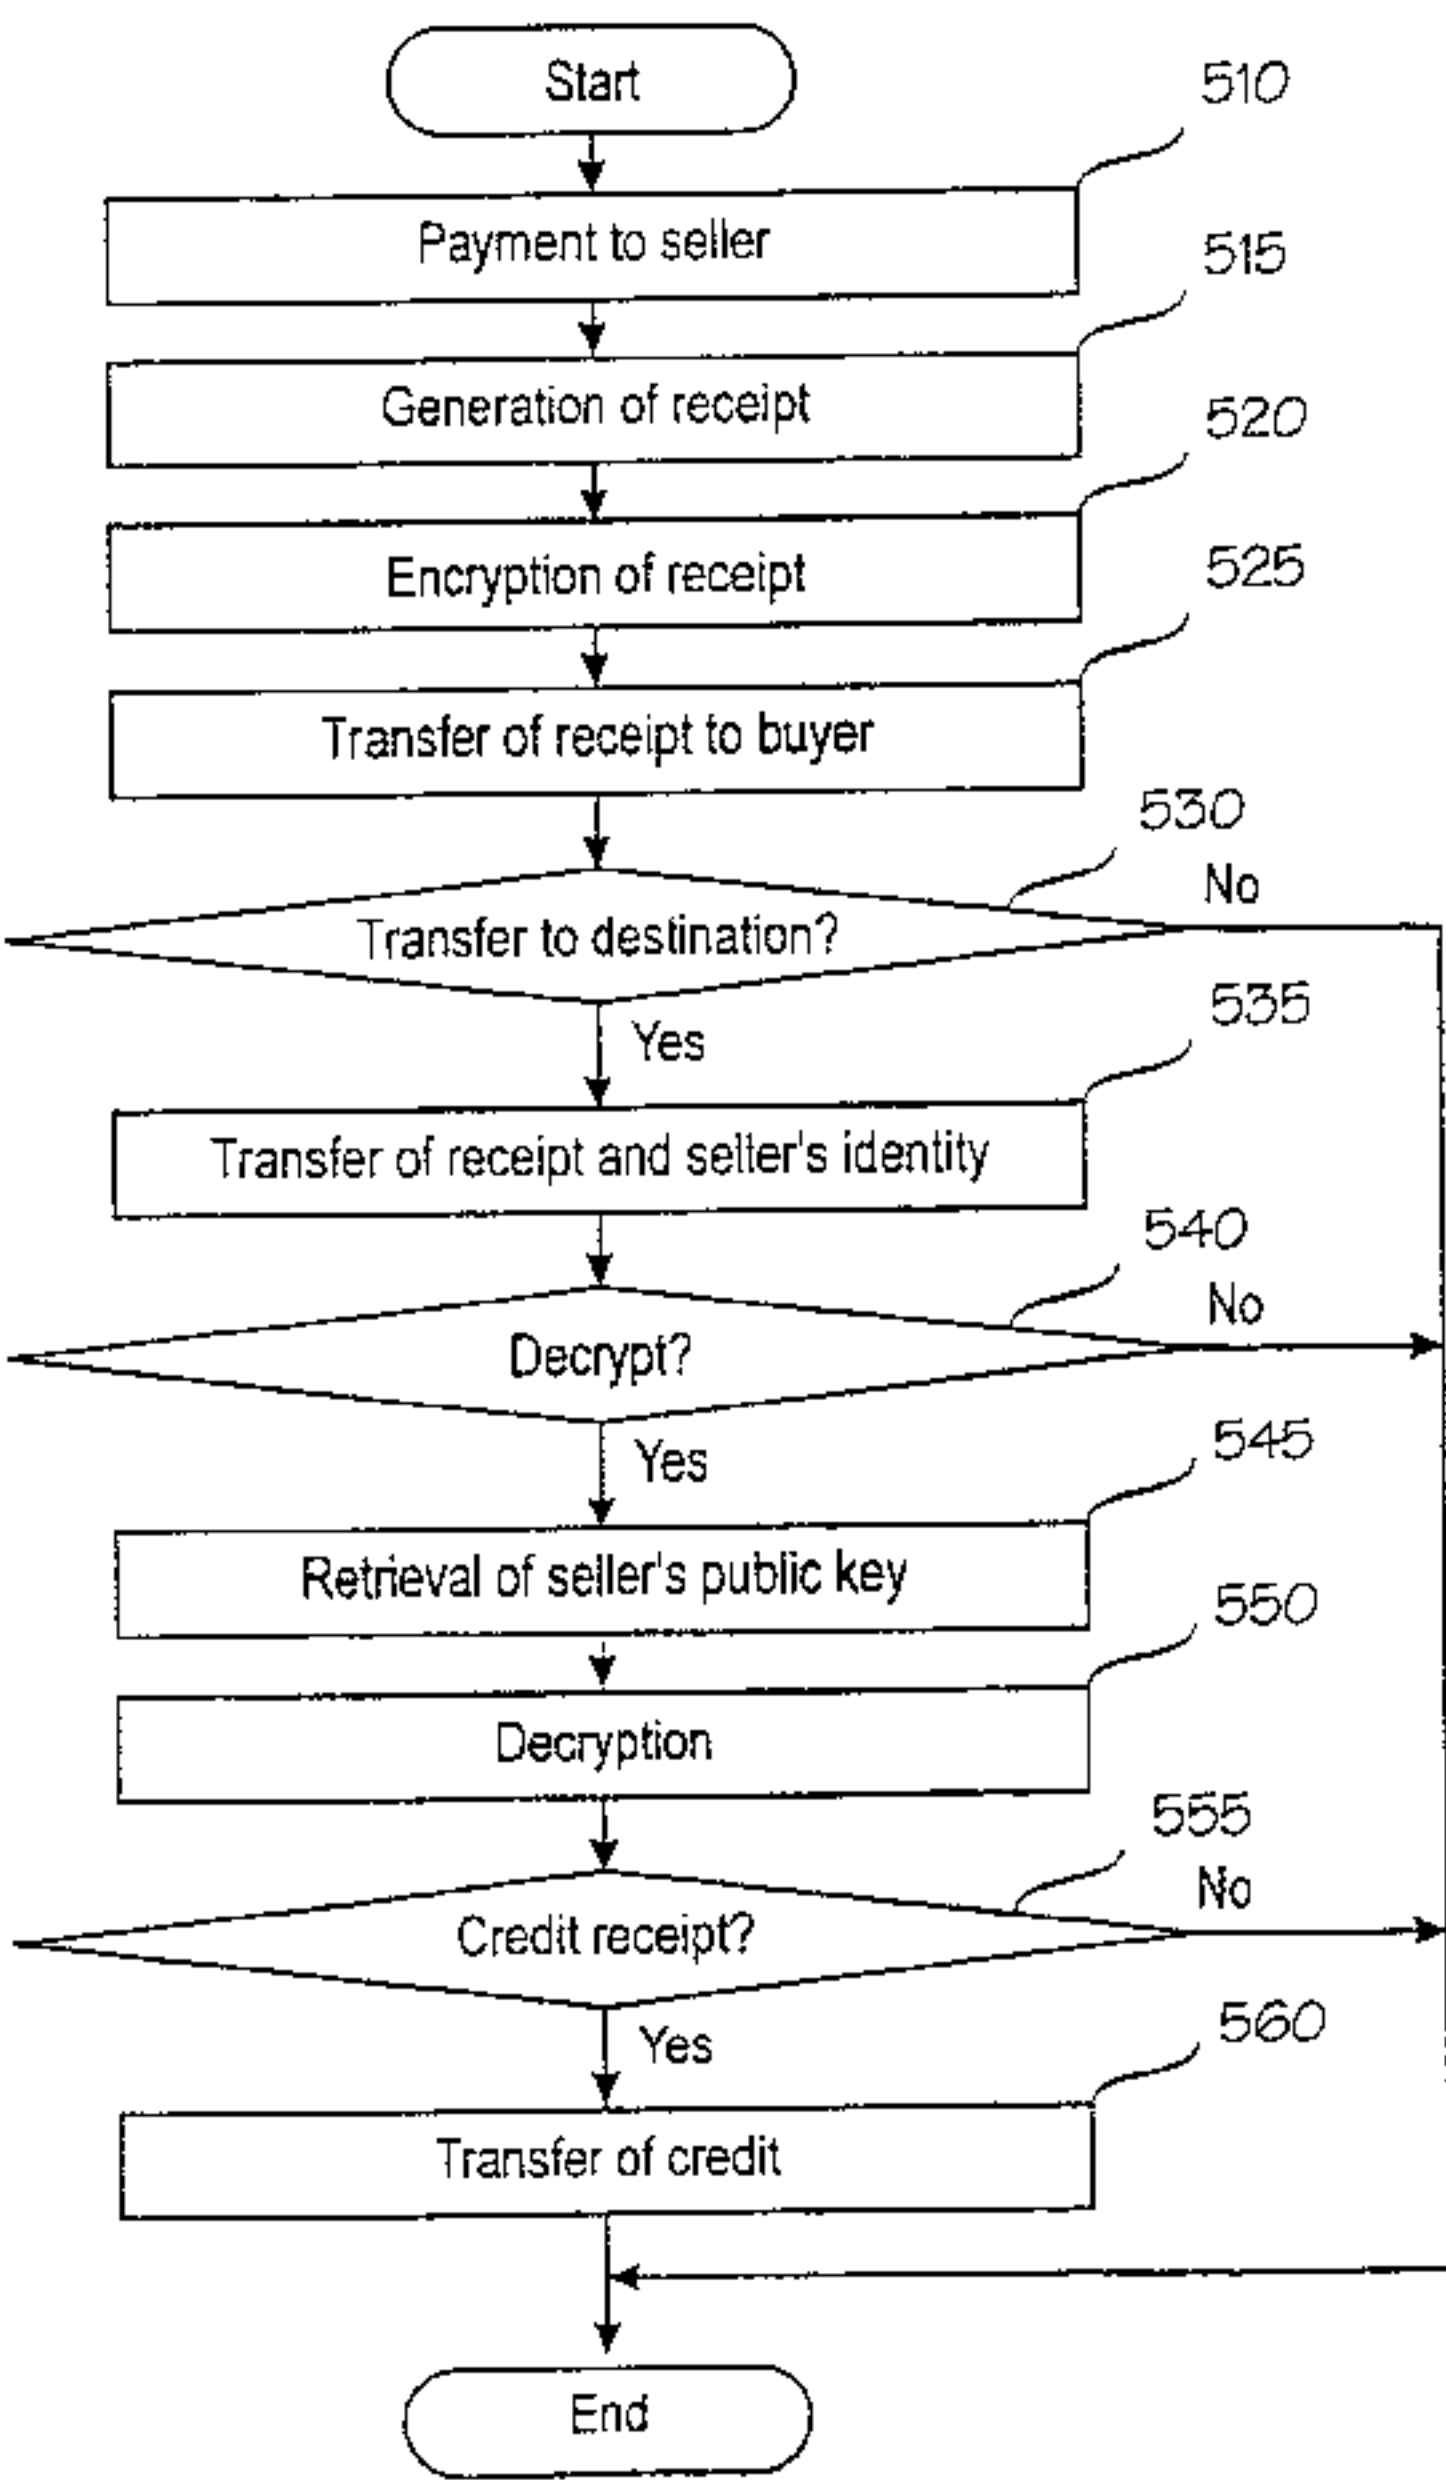 Start
510
Payment to seller
515
Generation of receipt
520
Encryption of receipt
525
Transfer of receipt to buyer
530
No
Transfer to destination?
Yes
535
Transfer of receipt and seller's identity
540
No
Decrypt?
Yes
545
Retrieval of seller's public key
550
Decryption
555
No
Credit receipt?
Yes
560
Transfer of credit
End